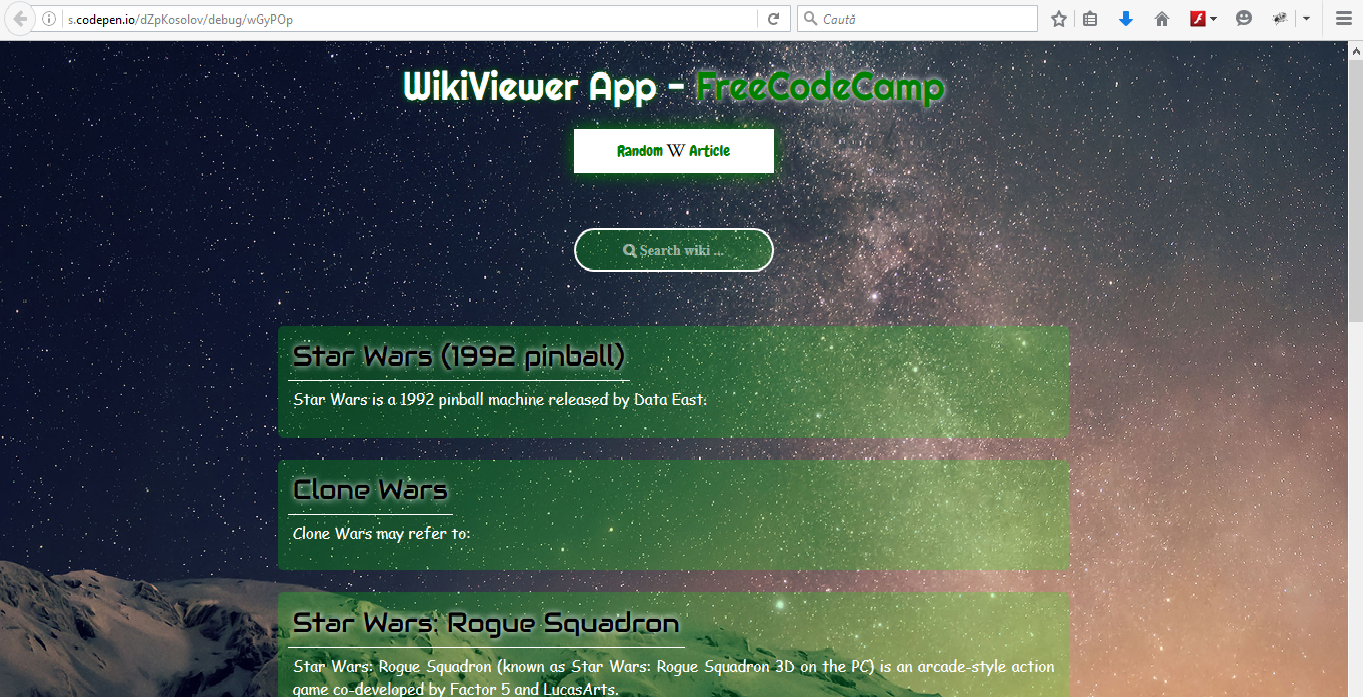 s.codepen.io/dZpKosolov/debug/wGyPOp
Caută
WikiViewer App - FreeCodeCamp
Random W Article
Search wiki ...
Star Wars (1992 pinball)
Star Wars is a 1992 pinball machine released by Data East:
Clone Wars
Clone Wars may refer to:
Star Wars: Rogue Squadron
Star Wars: Rogue Squadron (known as Star Wars: Rogue Squadron 3D on the PC) is an arcade-style action
game co-developed by Factor 5 and LucasArts.